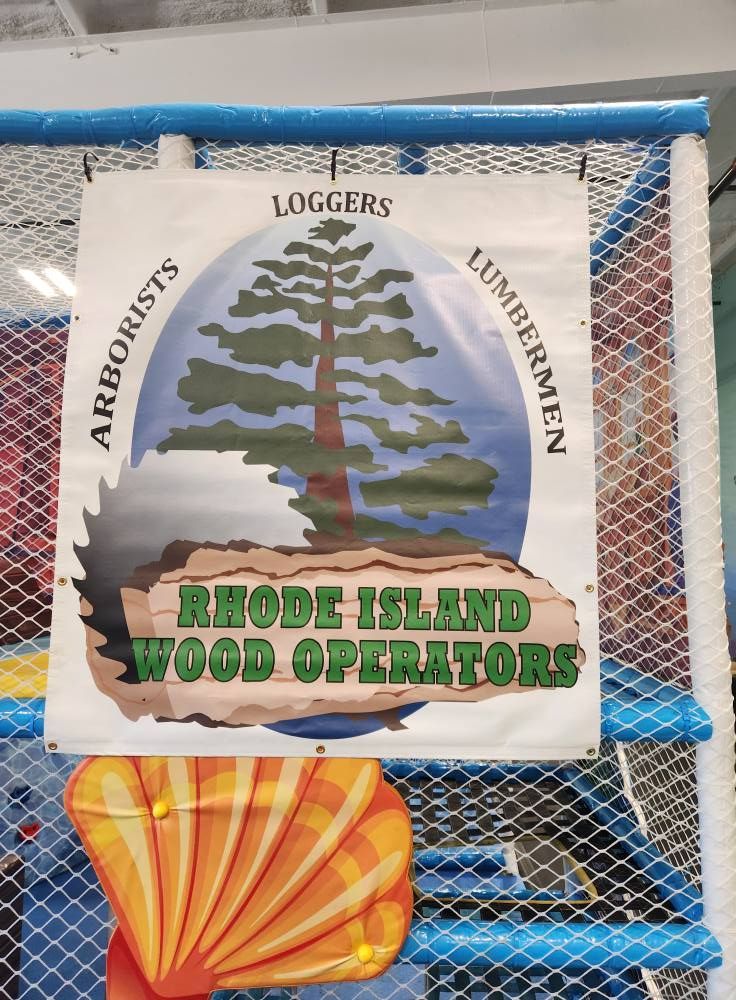 LOGGERS
ARBORISTS
LUMBERMEN
RHODE ISLAND
WOOD OPERATORS